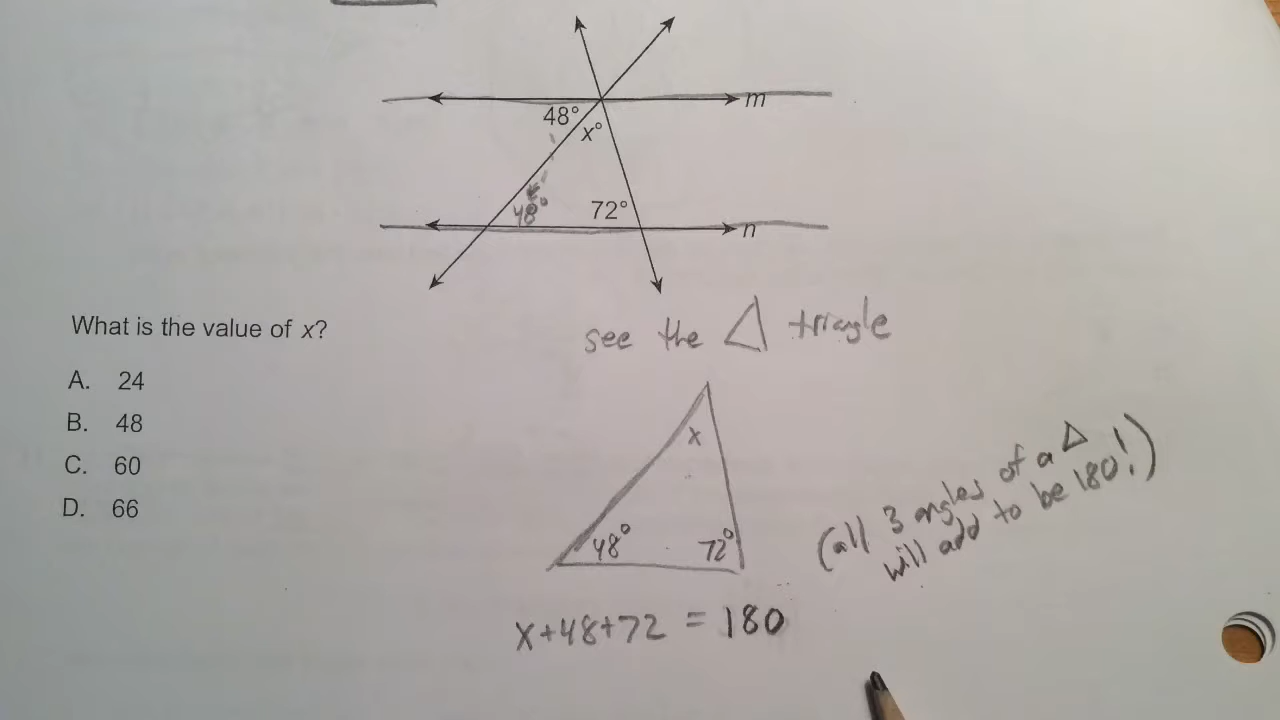 m
48°
x°
48°
72°
n
What is the value of x?
see the △ triangle
A. 24
B. 48
C. 60
D. 66
x
48°
72°
(all 3 angles of a △
will add to be 180!)
x+48+72 = 180